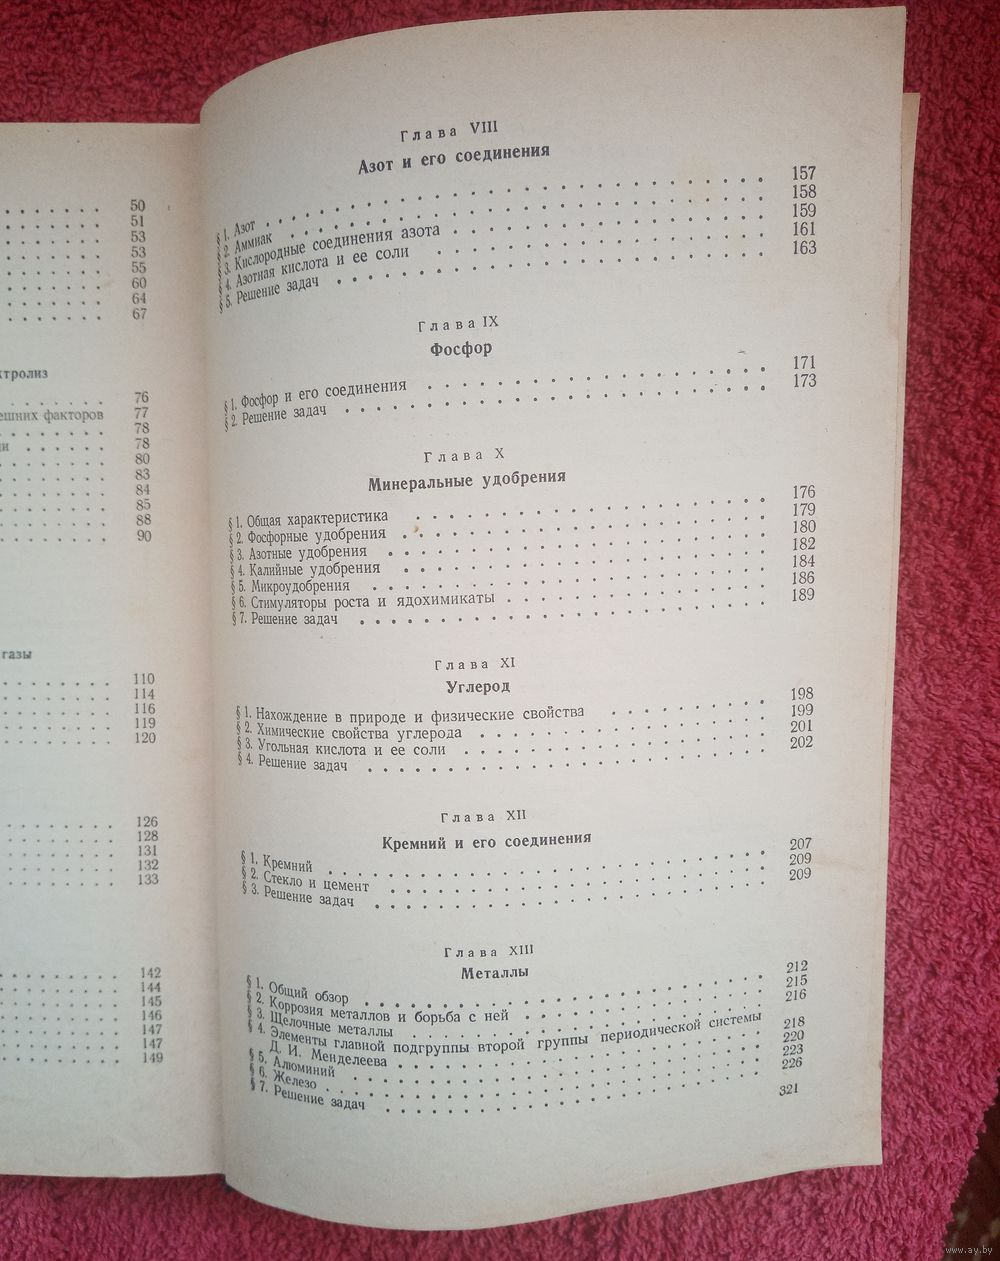 50
51
53
53
55
60
64
67
76
факторов 77
78
78
80
83
84
85
88
90
газы
110
114
116
119
120
126
128
131
132
133
142
144
145
146
147
147
149
Глава VIII
Азот и его соединения
§ 1. Азот 157
§ 2. Аммиак 158
§ 3. Кислородные соединения азота 159
§ 4. Азотная кислота и ее соли 161
§ 5. Решение задач 163
Глава IX
Фосфор
§ 1. Фосфор и его соединения 171
§ 2. Решение задач 173
Глава X
Минеральные удобрения
§ 1. Общая характеристика 176
§ 2. Фосфорные удобрения 179
§ 3. Азотные удобрения 180
§ 4. Калийные удобрения 182
§ 5. Микроудобрения 184
§ 6. Стимуляторы роста и ядохимикаты 186
§ 7. Решение задач 189
Глава XI
Углерод
§ 1. Нахождение в природе и физические свойства 198
§ 2. Химические свойства углерода 199
§ 3. Угольная кислота и ее соли 201
§ 4. Решение задач 202
Глава XII
Кремний и его соединения
§ 1. Кремний 207
§ 2. Стекло и цемент 209
§ 3. Решение задач 209
Глава XIII
Металлы
§ 1. Общий обзор 212
§ 2. Коррозия металлов и борьба с ней 215
§ 3. Щелочные металлы 216
§ 4. Элементы главной подгруппы второй группы периодической системы
Д. И. Менделеева 218
§ 5. Алюминий 220
§ 6. Железо 223
§ 7. Решение задач 226
321
www.ay.by